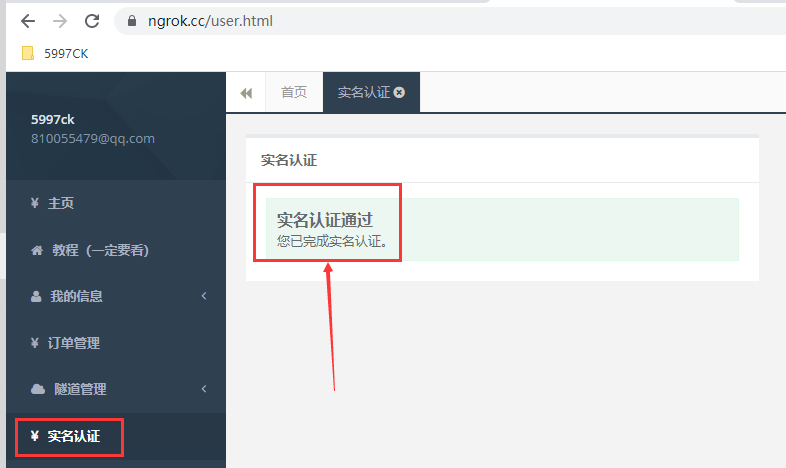 ngrok.cc/user.html
5997CK
5997ck
810055479@qq.com
首页
实名认证
¥ 主页
教程（一定要看）
我的信息
¥ 订单管理
隧道管理
¥ 实名认证
实名认证
实名认证通过
您已完成实名认证。